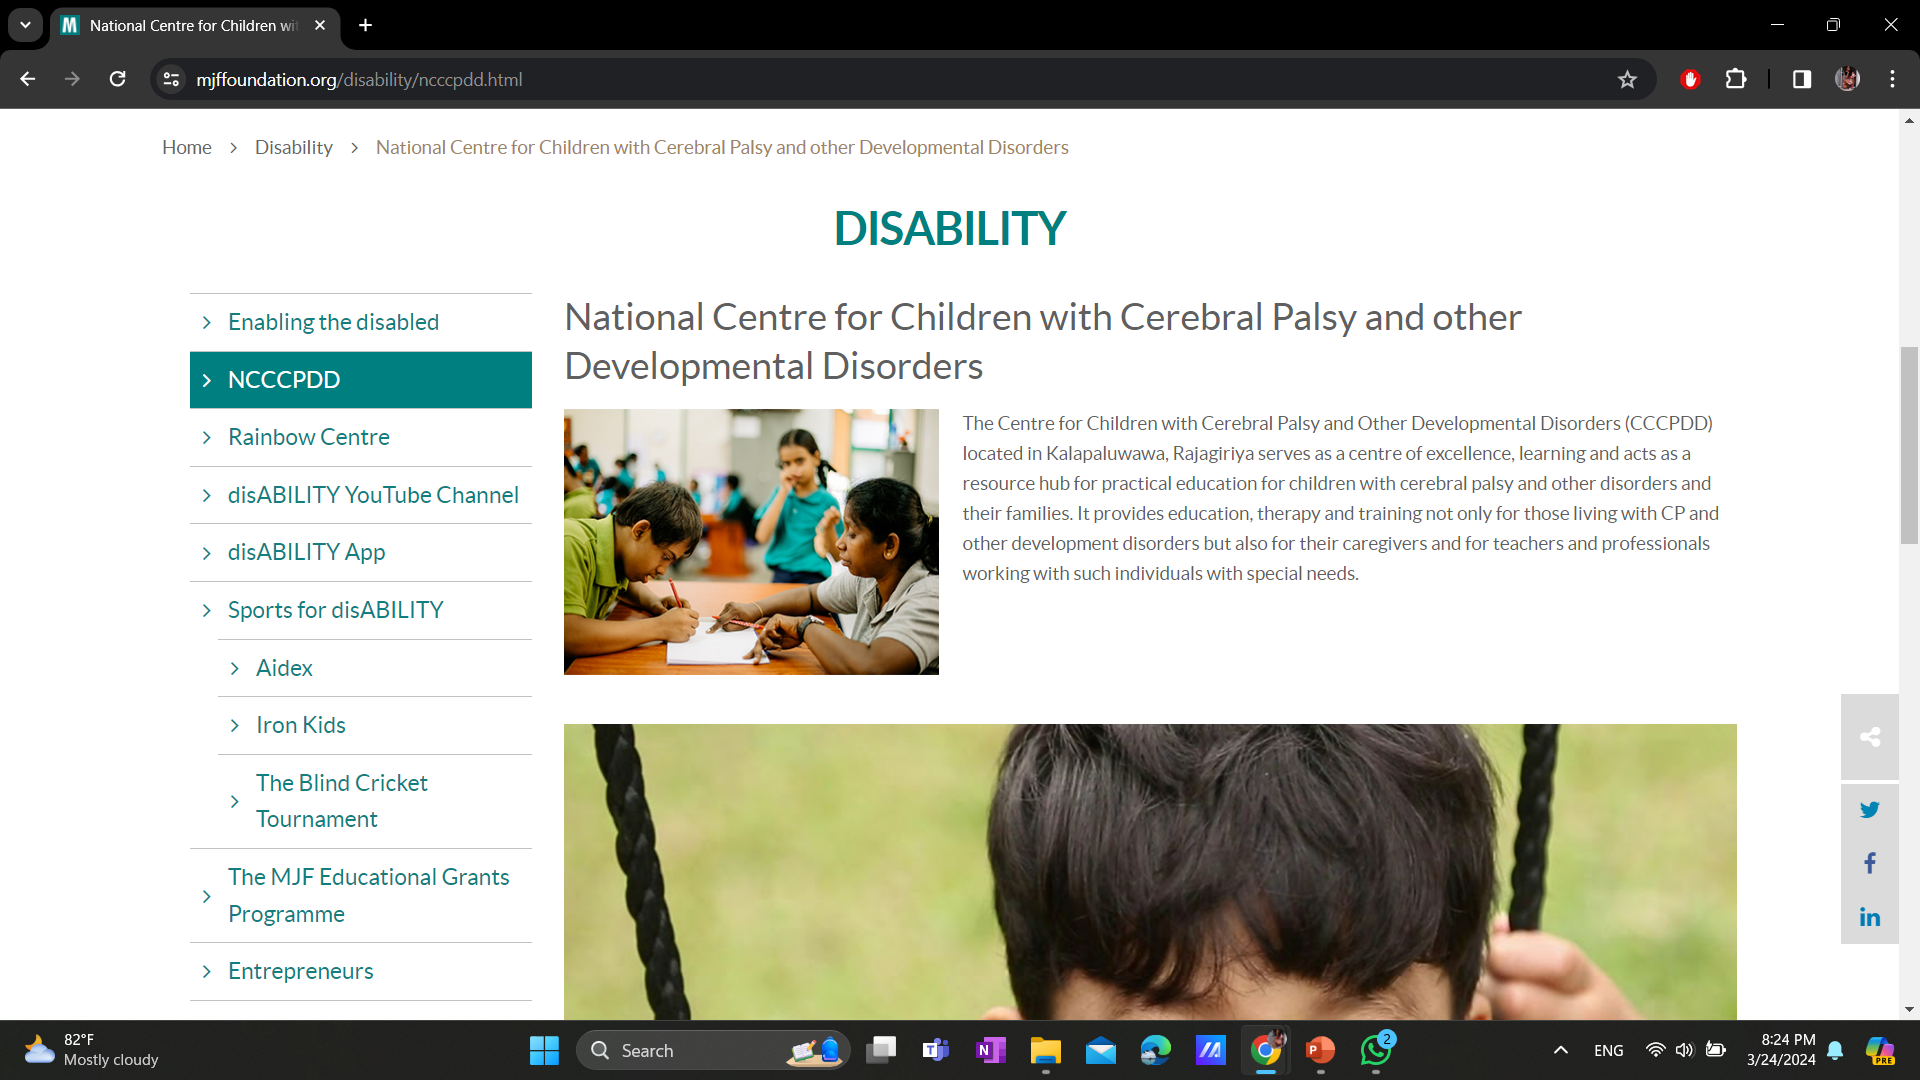 National Centre for Children wit
mjffoundation.org/disability/ncccpdd.html
Home > Disability > National Centre for Children with Cerebral Palsy and other Developmental Disorders
DISABILITY
Enabling the disabled
NCCCPDD
Rainbow Centre
disABILITY YouTube Channel
disABILITY App
Sports for disABILITY
Aidex
Iron Kids
The Blind Cricket
Tournament
The MJF Educational Grants
Programme
Entrepreneurs
National Centre for Children with Cerebral Palsy and other
Developmental Disorders
The Centre for Children with Cerebral Palsy and Other Developmental Disorders (CCCPDD)
located in Kalapaluwawa, Rajagiriya serves as a centre of excellence, learning and acts as a
resource hub for practical education for children with cerebral palsy and other disorders and
their families. It provides education, therapy and training not only for those living with CP and
other development disorders but also for their caregivers and for teachers and professionals
working with such individuals with special needs.
82°F
Mostly cloudy
Search
2
ENG
8:24 PM
3/24/2024
PRE